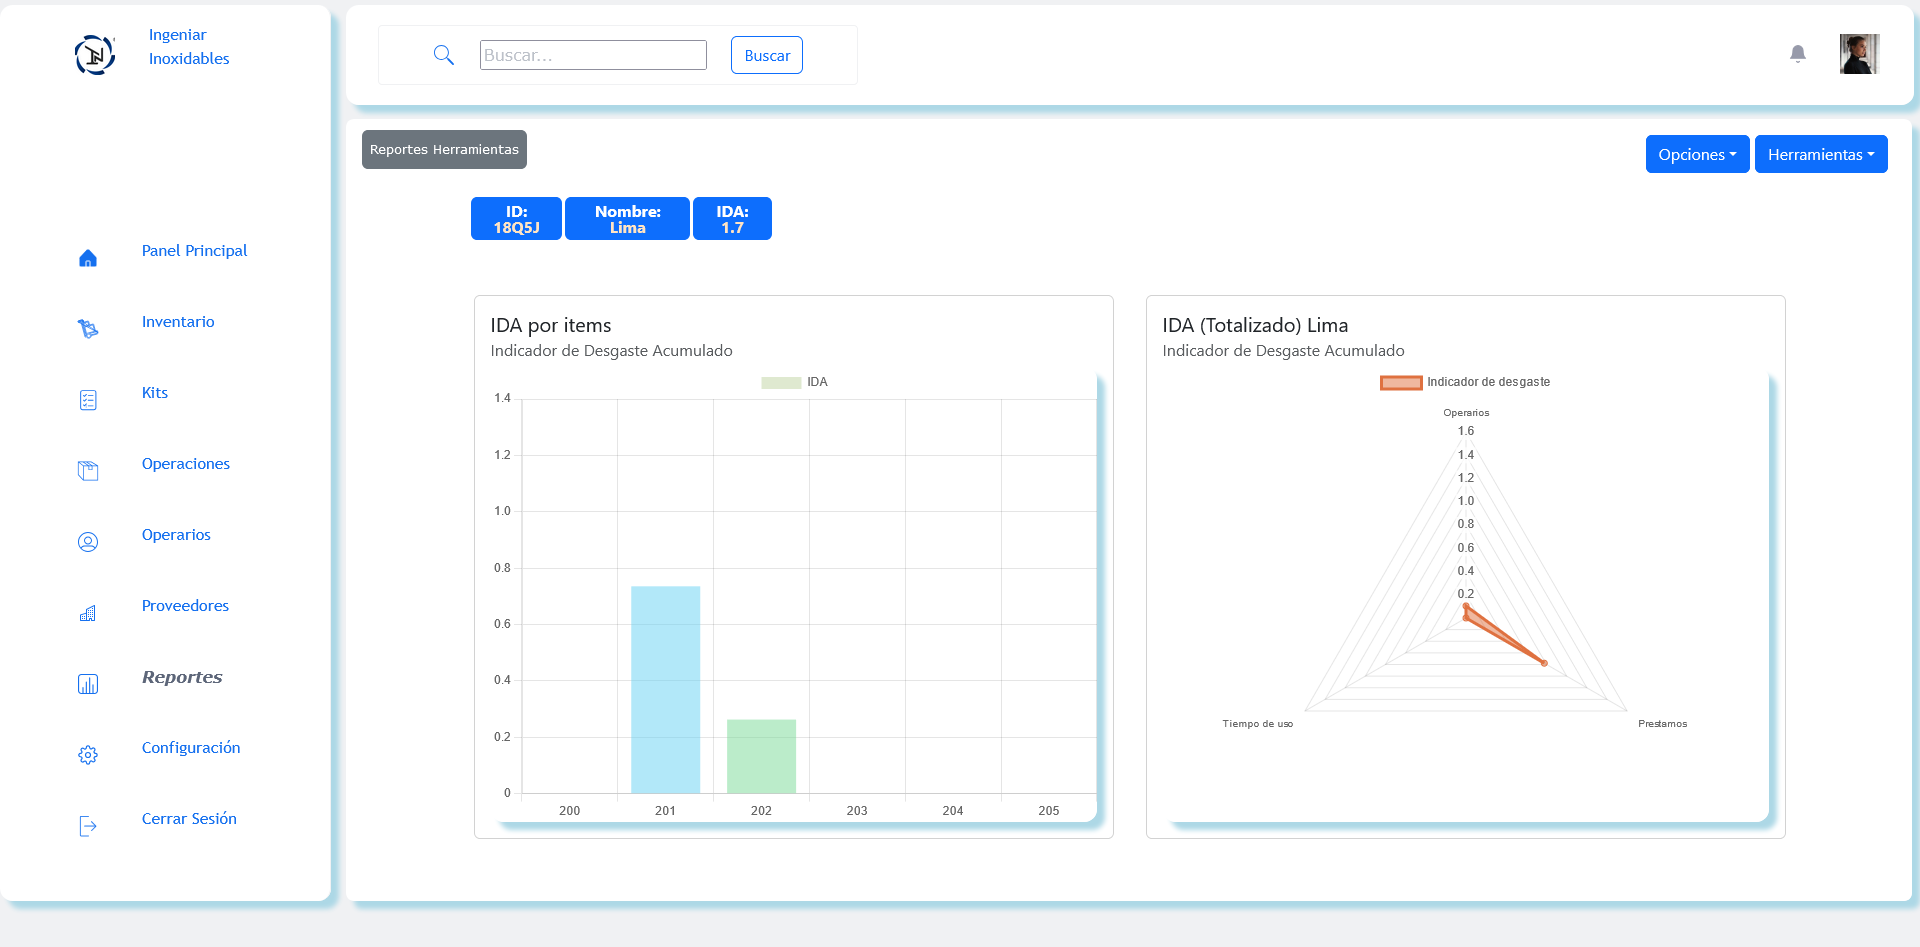 Ingeniar
Inoxidables
Buscar...
Buscar
Panel Principal
Inventario
Kits
Operaciones
Operarios
Proveedores
Reportes
Configuración
Cerrar Sesión
Reportes Herramientas
Opciones
Herramientas
ID:
18Q5J
Nombre:
Lima
IDA:
1.7
IDA por items
Indicador de Desgaste Acumulado
IDA
1.4
1.2
1.0
0.8
0.6
0.4
0.2
0
200 201 202 203 204 205
IDA (Totalizado) Lima
Indicador de Desgaste Acumulado
Indicador de desgaste
Operarios
1.6
1.4
1.2
1.0
0.8
0.6
0.4
0.2
Tiempo de uso
Prestamos